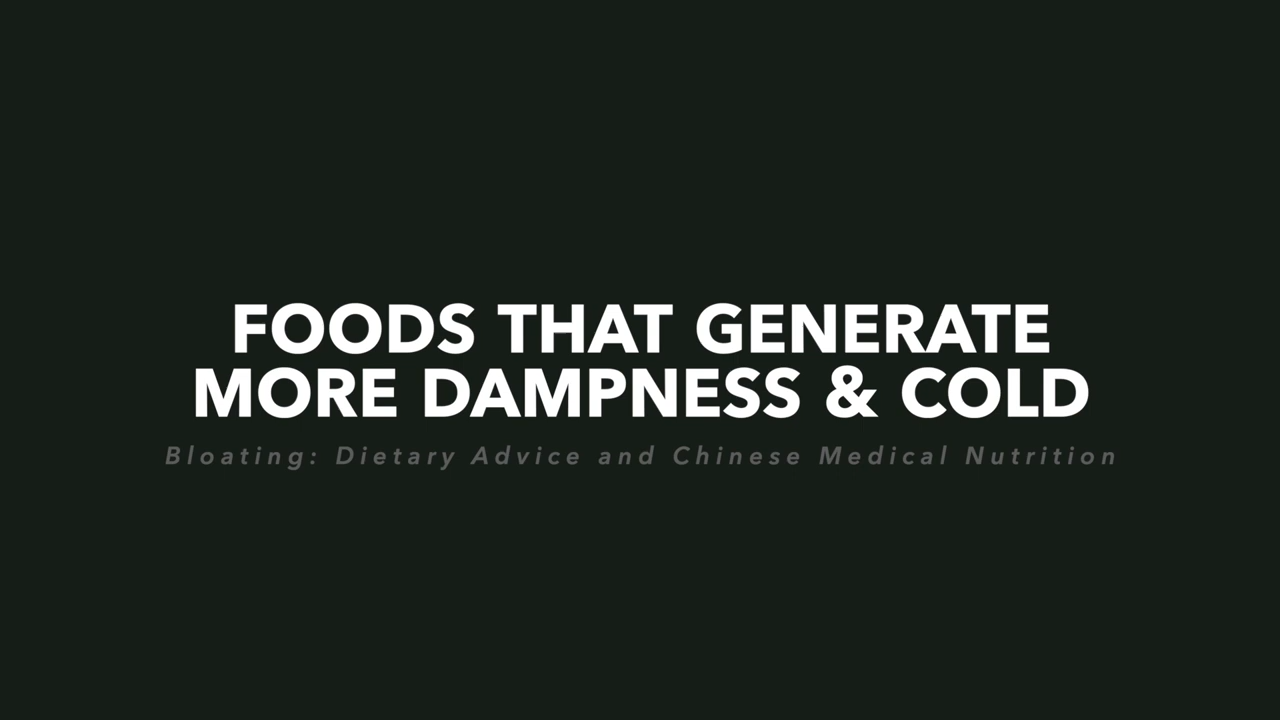 FOODS THAT GENERATE
MORE DAMPNESS & COLD
Bloating: Dietary Advice and Chinese Medical Nutrition